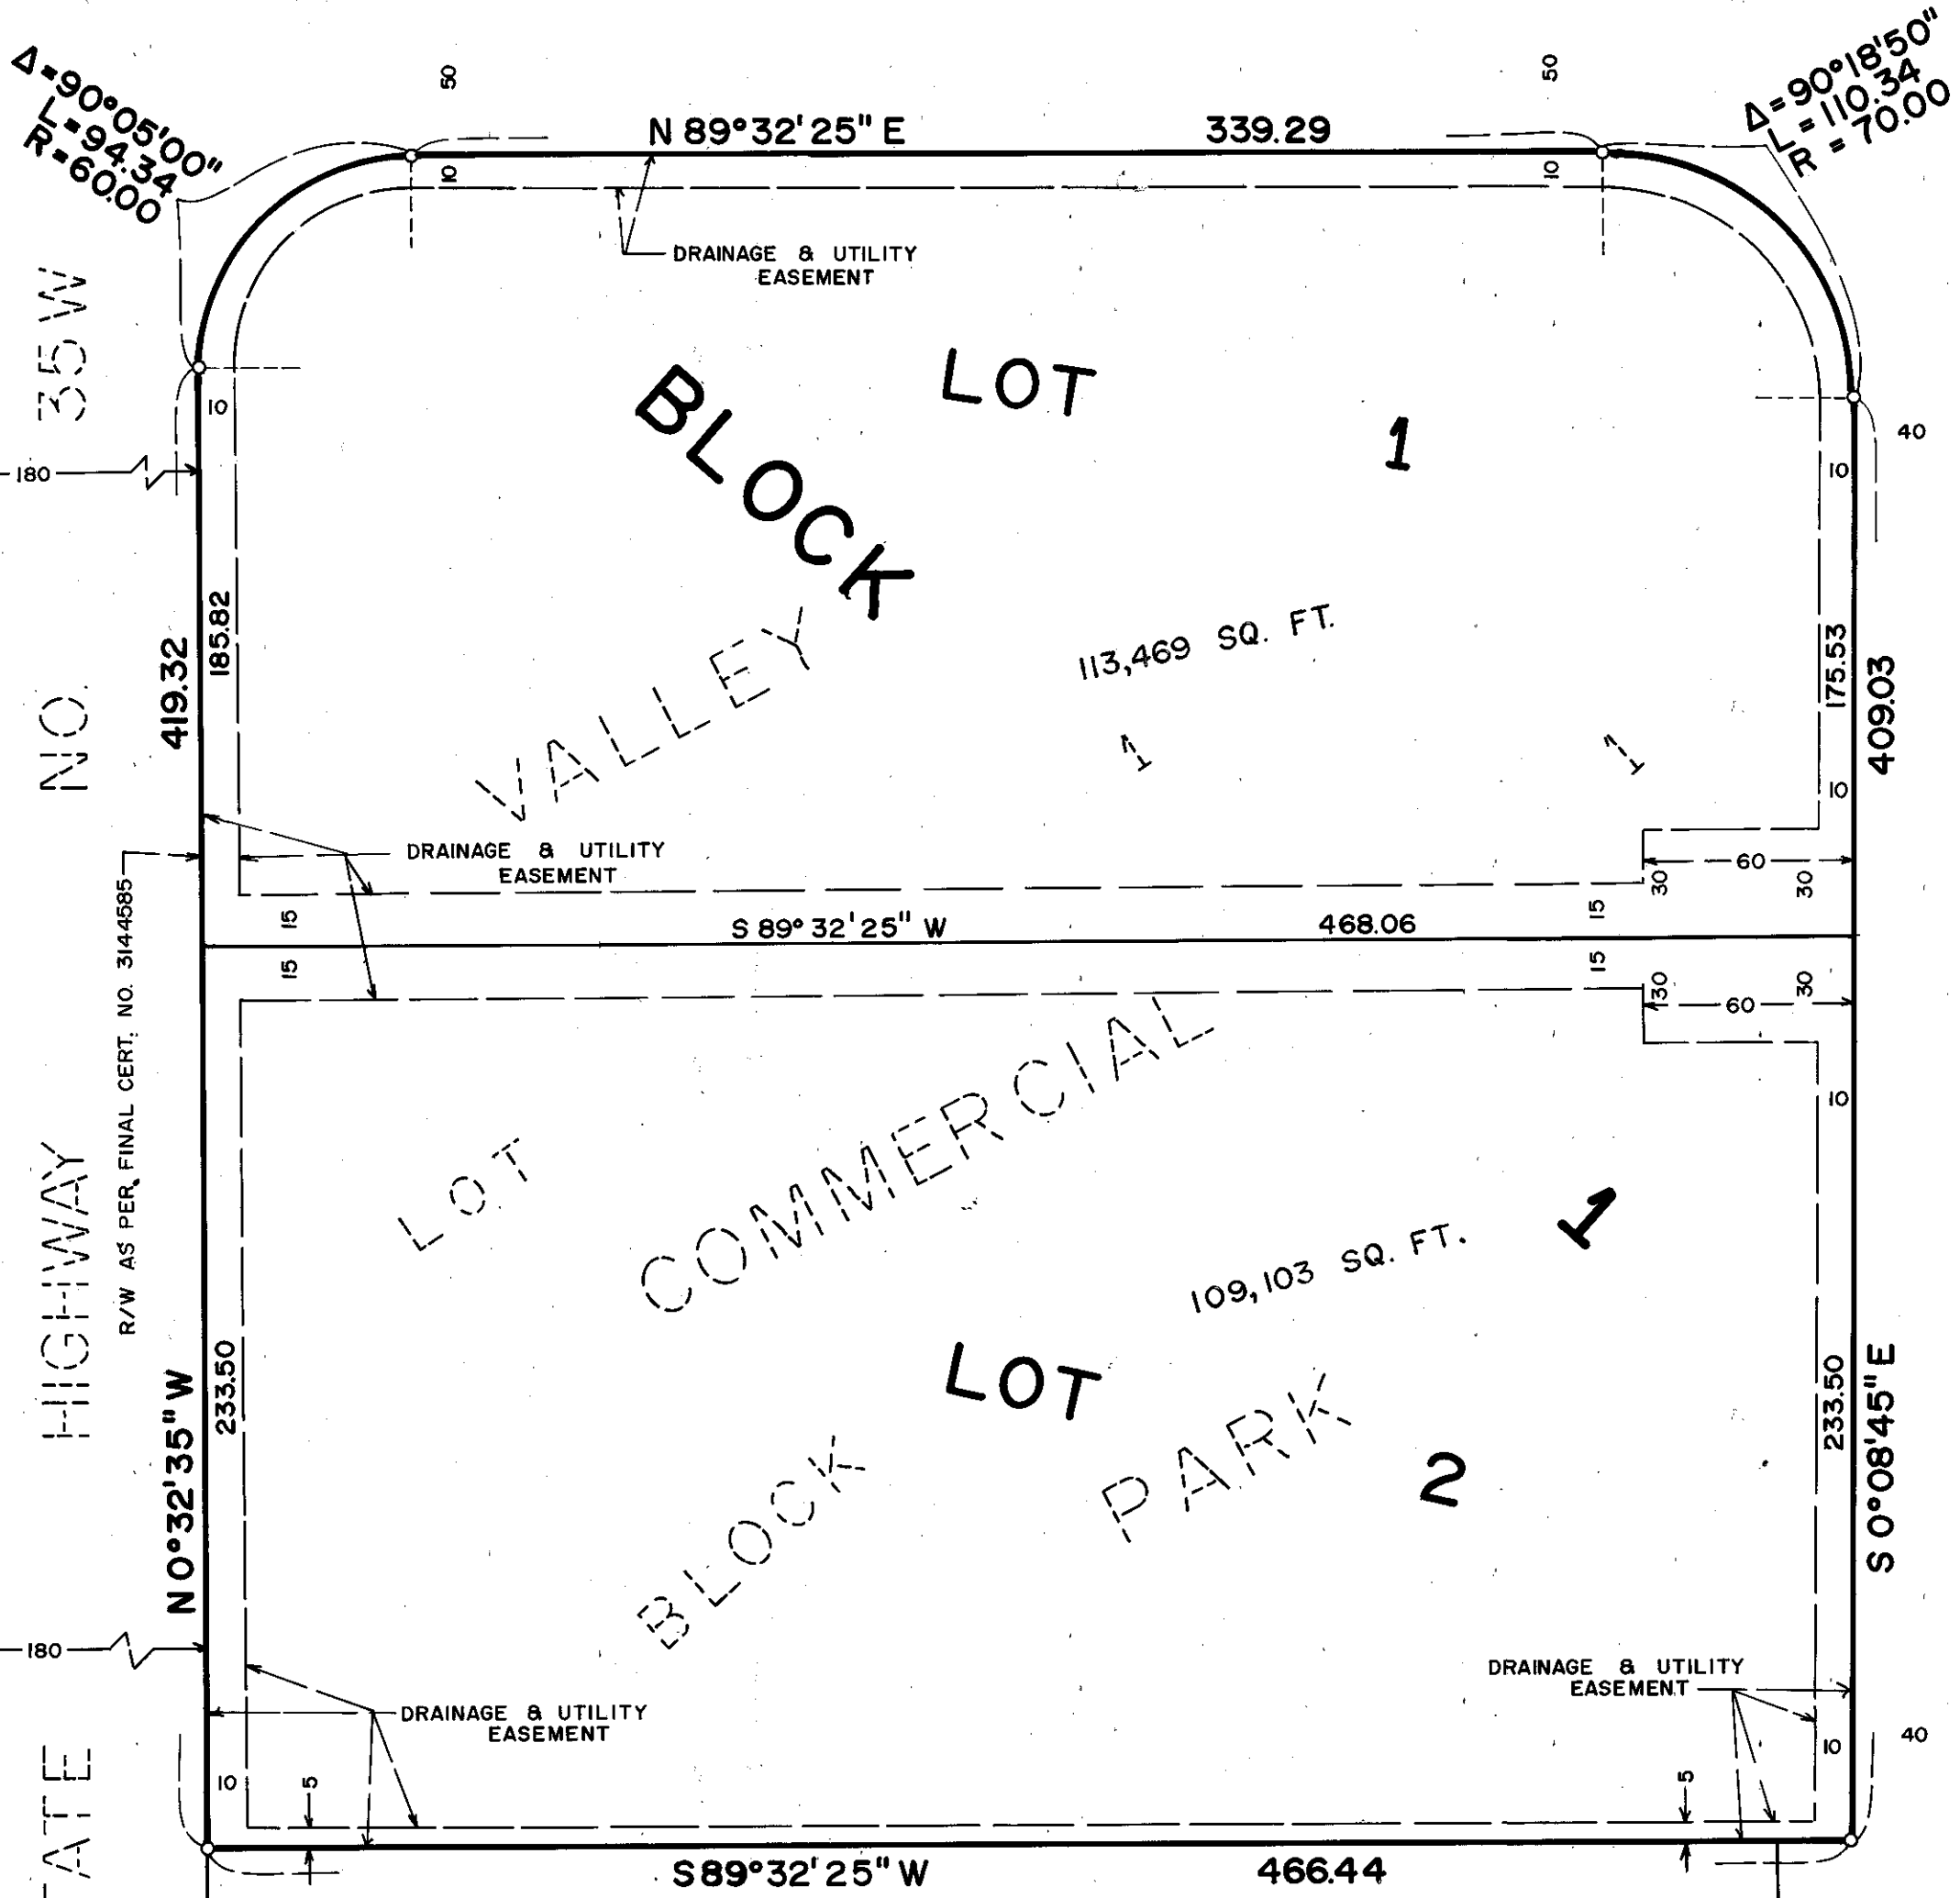 Δ=90°05'00"
L=94.34
R=60.00
50
N 89°32'25" E
339.29
50
Δ=90°18'50"
L=110.34
R = 70.00
10
10
DRAINAGE & UTILITY
EASEMENT
35W
LOT
1
BLOCK
10
180
40
10
113,469 SQ. FT.
185.82
419.32
175.53
409.03
NO.
VALLEY
1
1
10
DRAINAGE & UTILITY
EASEMENT
60
30
30
15
15
S 89° 32' 25" W
468.06
15
15
30
60
30
R/W AS PER FINAL CERT. NO. 3144585
10
COMMERCIAL
LOT
HIGHWAY
1
109,103 SQ. FT.
LOT
2
PARK
BLOCK
233.50
N 0°32'35" W
233.50
S 0°08'45" E
180
DRAINAGE & UTILITY
EASEMENT
DRAINAGE & UTILITY
EASEMENT
10
5
5
10
40
ATE
S 89°32'25" W
466.44